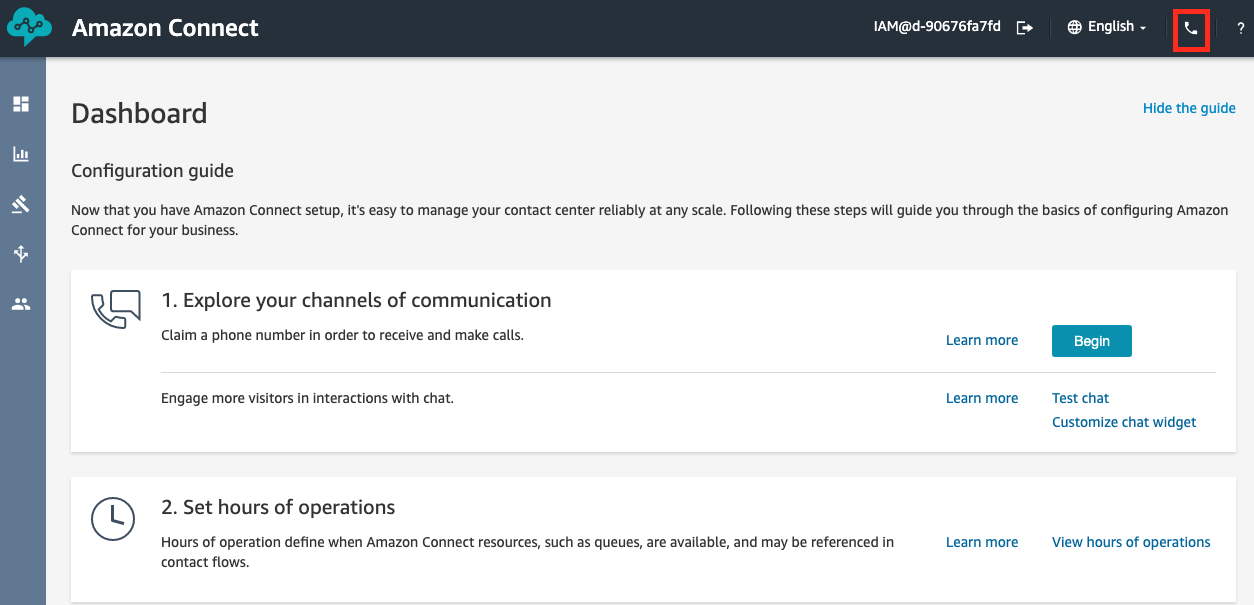 Amazon Connect
IAM@d-90676fa7fd
English
?
Dashboard
Hide the guide
Configuration guide
Now that you have Amazon Connect setup, it's easy to manage your contact center reliably at any scale. Following these steps will guide you through the basics of configuring Amazon
Connect for your business.
1. Explore your channels of communication
Claim a phone number in order to receive and make calls.
Learn more
Begin
Engage more visitors in interactions with chat.
Learn more
Test chat
Customize chat widget
2. Set hours of operations
Hours of operation define when Amazon Connect resources, such as queues, are available, and may be referenced in
contact flows.
Learn more
View hours of operations